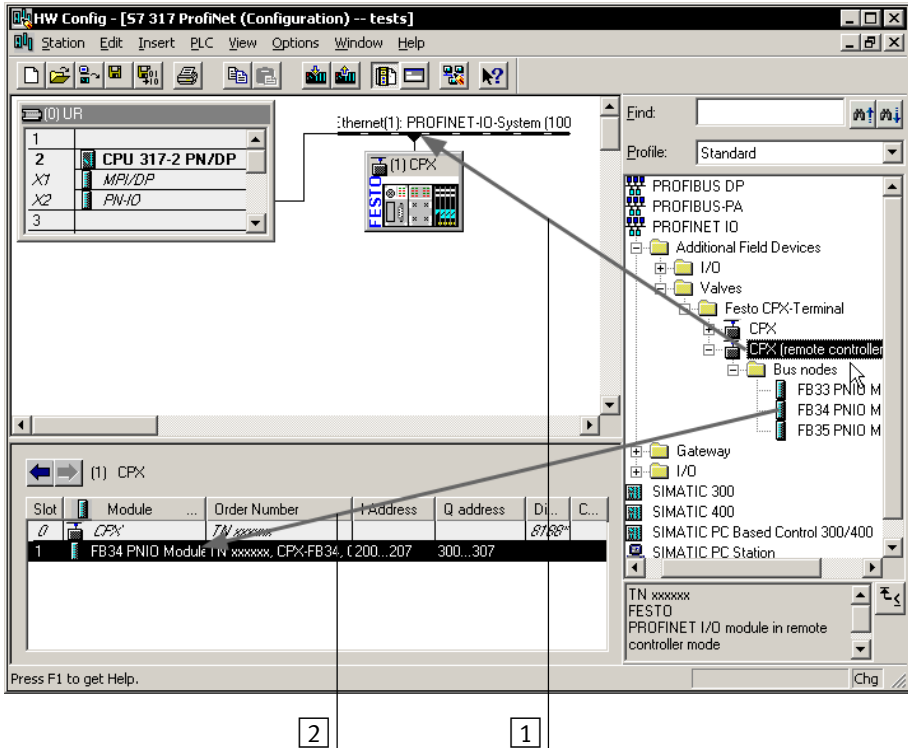 HW Config - [S7 317 ProfiNet (Configuration) -- tests]
Station Edit Insert PLC View Options Window Help
(0) UR
1
2 CPU 317-2 PN/DP
X1 MPI/DP
X2 PN-IO
3
Ethernet(1): PROFINET-IO-System (100
(1) CPX
FESTO
Find:
Profile: Standard
PROFIBUS DP
PROFIBUS-PA
PROFINET IO
Additional Field Devices
I/O
Valves
Festo CPX-Terminal
CPX
CPX (remote controller
Bus nodes
FB33 PNIO M
FB34 PNIO M
FB35 PNIO M
Gateway
I/O
SIMATIC 300
SIMATIC 400
SIMATIC PC Based Control 300/400
SIMATIC PC Station
(1) CPX
Slot Module ... Order Number I Address Q address Di... C...
0 CPX TN xxxxxx 8188*
1 FB34 PNIO Module TN xxxxxx, CPX-FB34, ( 200...207 300...307
TN xxxxxx
FESTO
PROFINET I/O module in remote
controller mode
Press F1 to get Help.
Chg
2
1